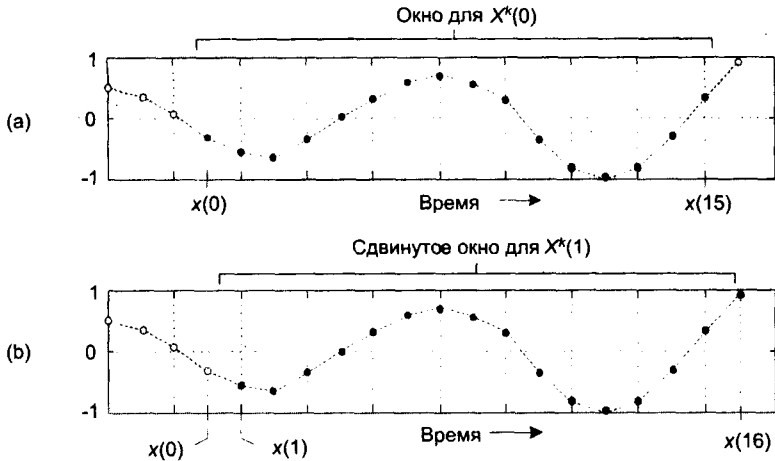 Окно для X^k(0)
1
(a)
0
-1
x(0)
Время
x(15)
Сдвинутое окно для X^k(1)
1
(b)
0
-1
x(0)
x(1)
Время
x(16)